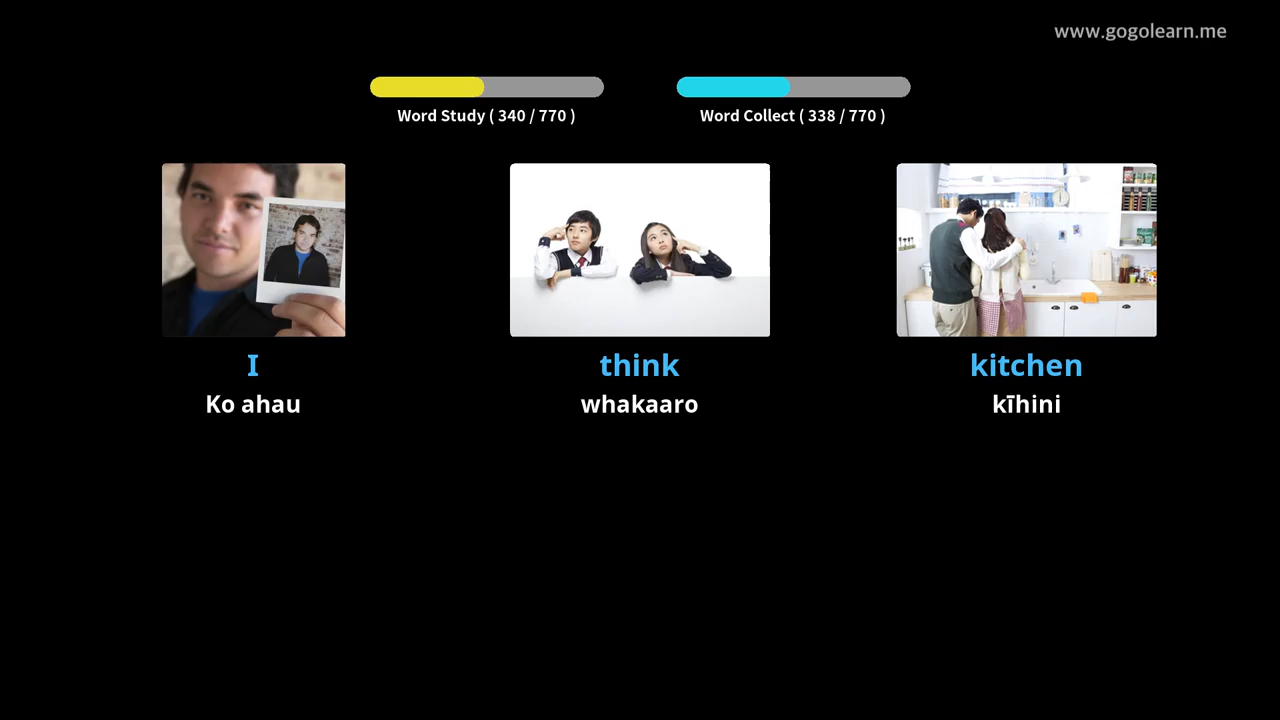 www.gogolearn.me
Word Study ( 340 / 770 )
Word Collect ( 338 / 770 )
I
think
kitchen
Ko ahau
whakaaro
kīhini